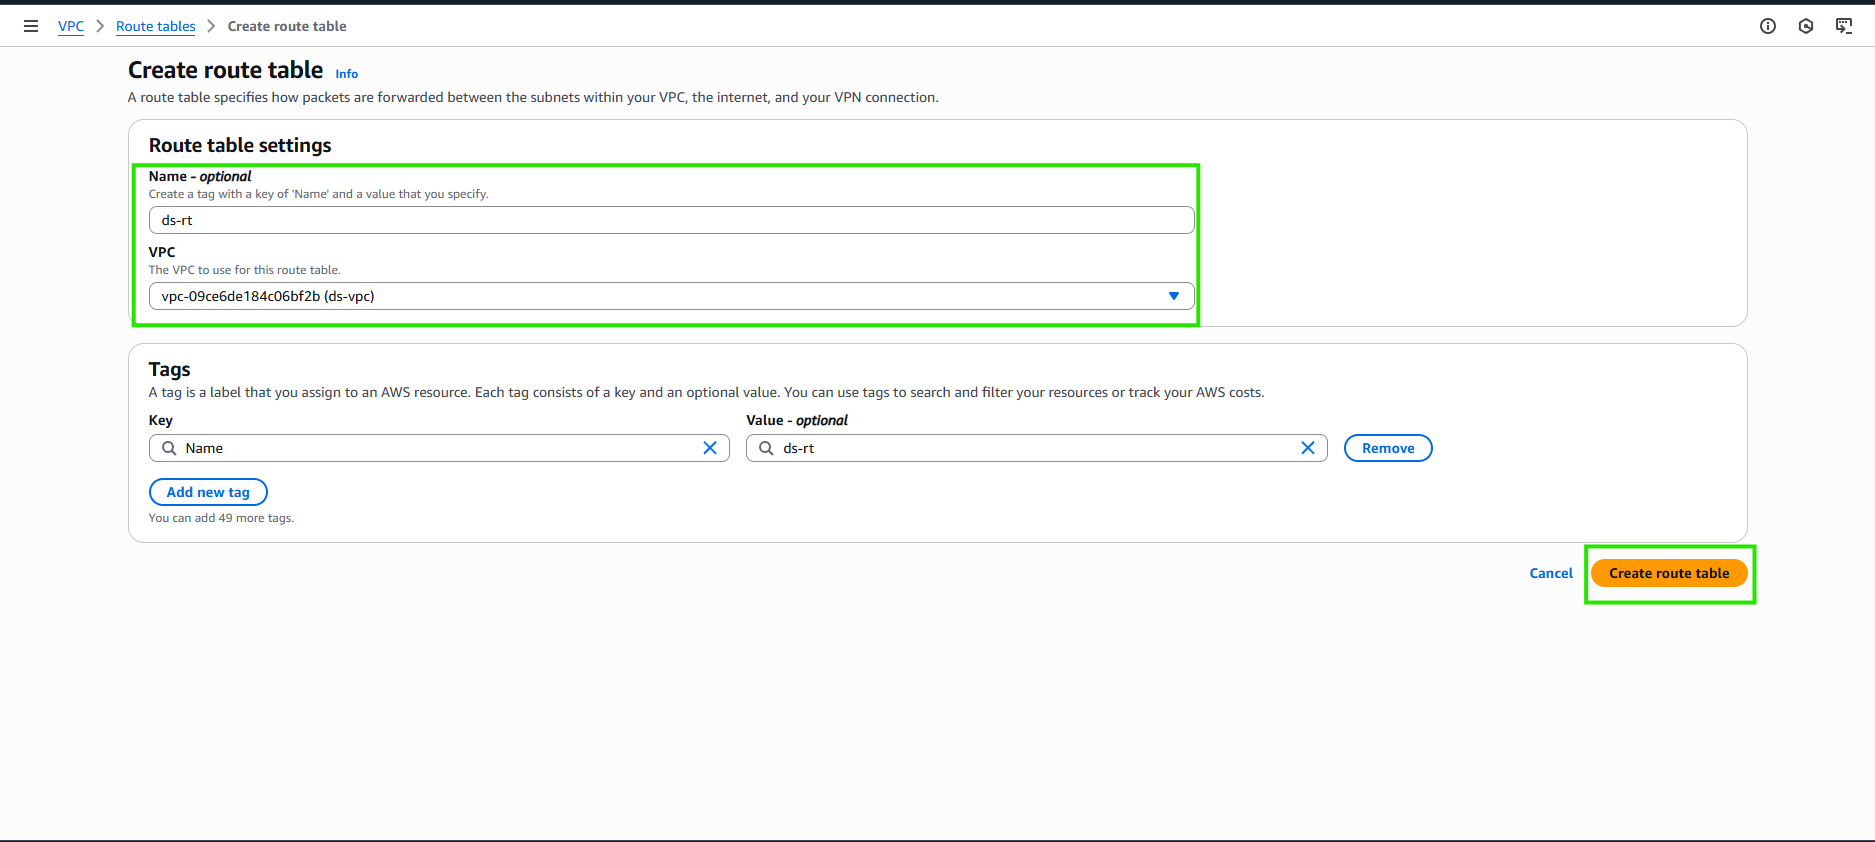 VPC > Route tables > Create route table
Create route table Info
A route table specifies how packets are forwarded between the subnets within your VPC, the internet, and your VPN connection.
Route table settings
Name - optional
Create a tag with a key of 'Name' and a value that you specify.
ds-rt
VPC
The VPC to use for this route table.
vpc-09ce6de184c06bf2b (ds-vpc)
Tags
A tag is a label that you assign to an AWS resource. Each tag consists of a key and an optional value. You can use tags to search and filter your resources or track your AWS costs.
Key Value - optional
Name ds-rt Remove
Add new tag
You can add 49 more tags.
Cancel Create route table